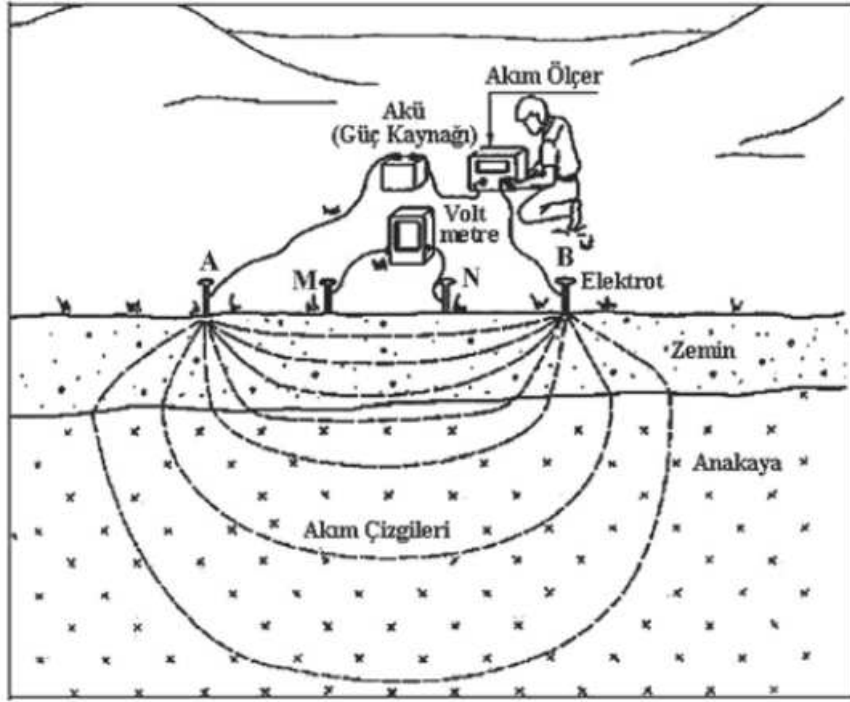 Akım Ölçer
Akü
(Güç Kaynağı)
Volt
metre
A
M
N
B
Elektrot
Zemin
Anakaya
Akım Çizgileri